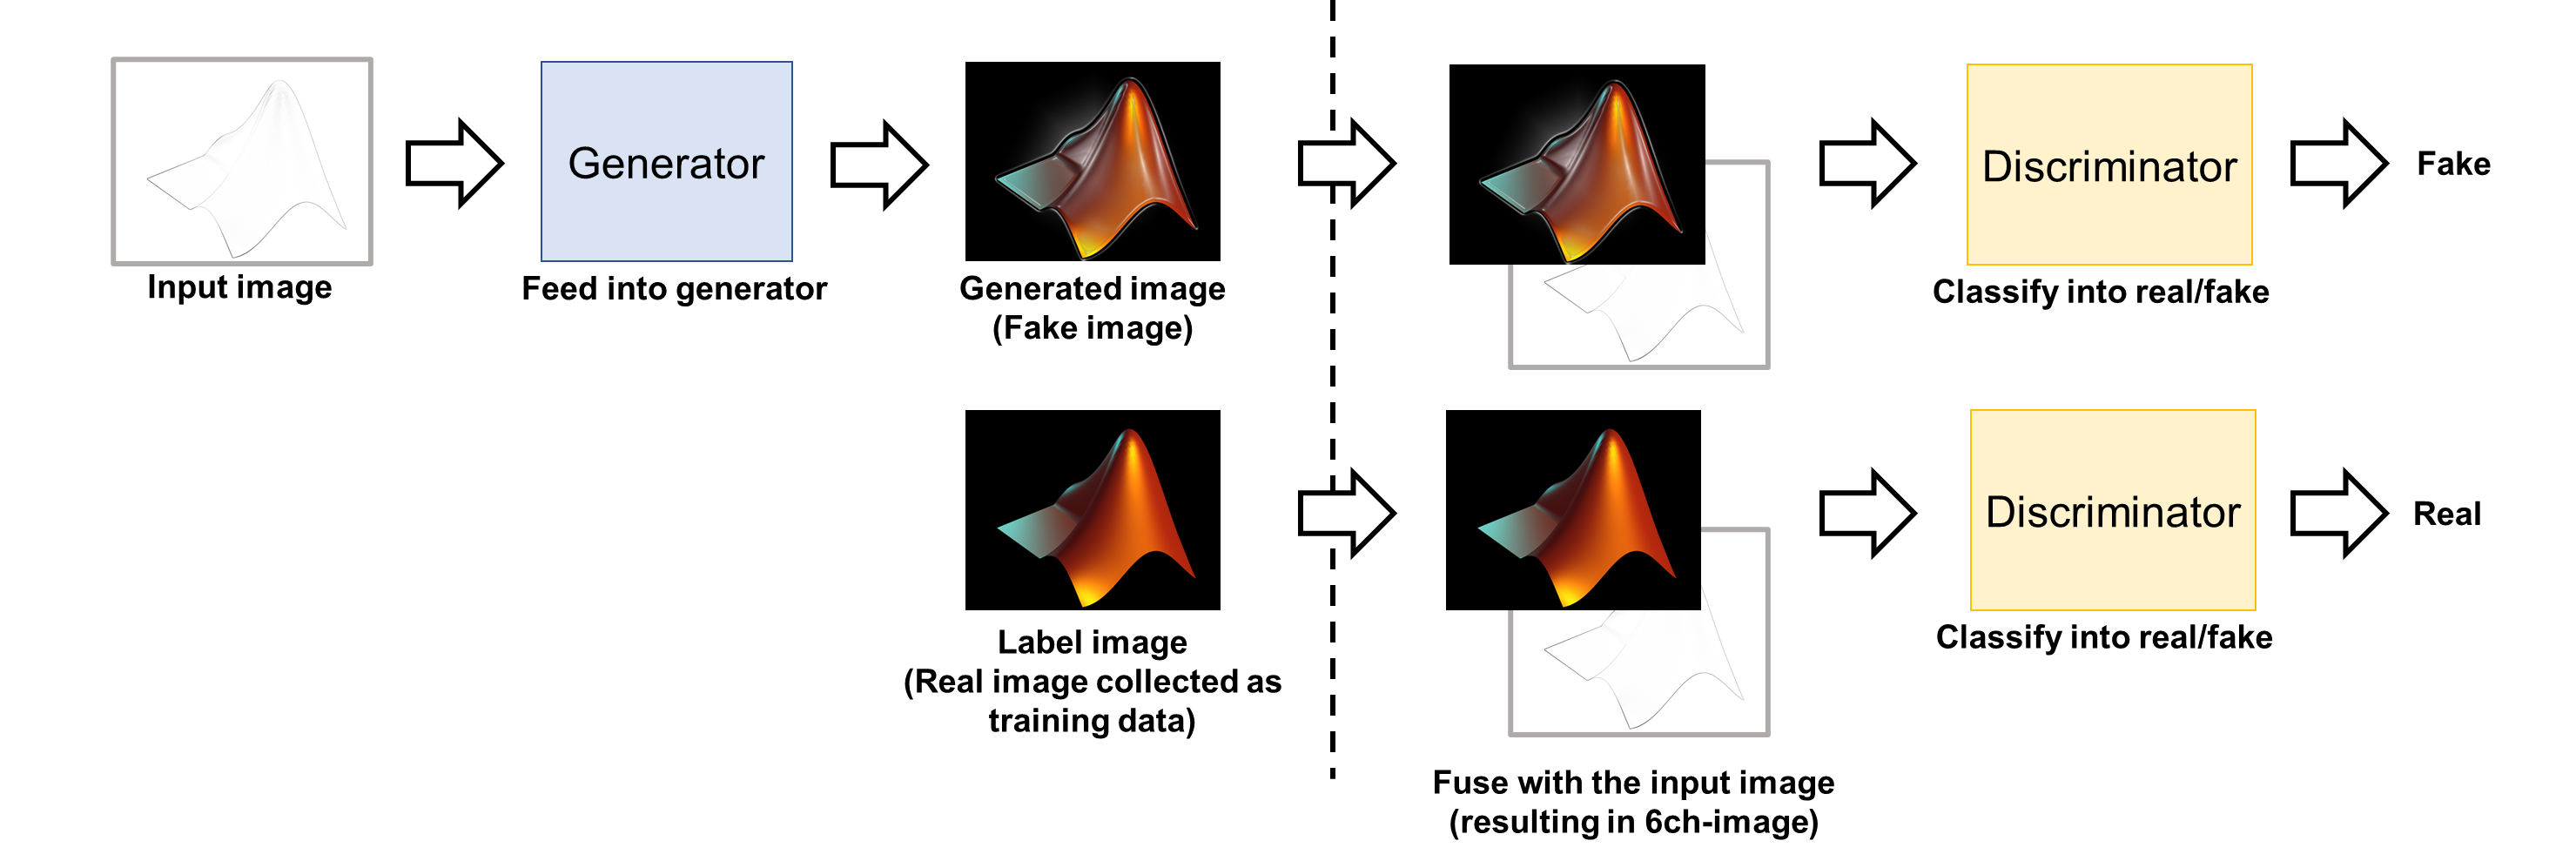 Input image
Generator
Feed into generator
Generated image
(Fake image)
Discriminator
Classify into real/fake
Fake
Label image
(Real image collected as
training data)
Fuse with the input image
(resulting in 6ch-image)
Discriminator
Classify into real/fake
Real